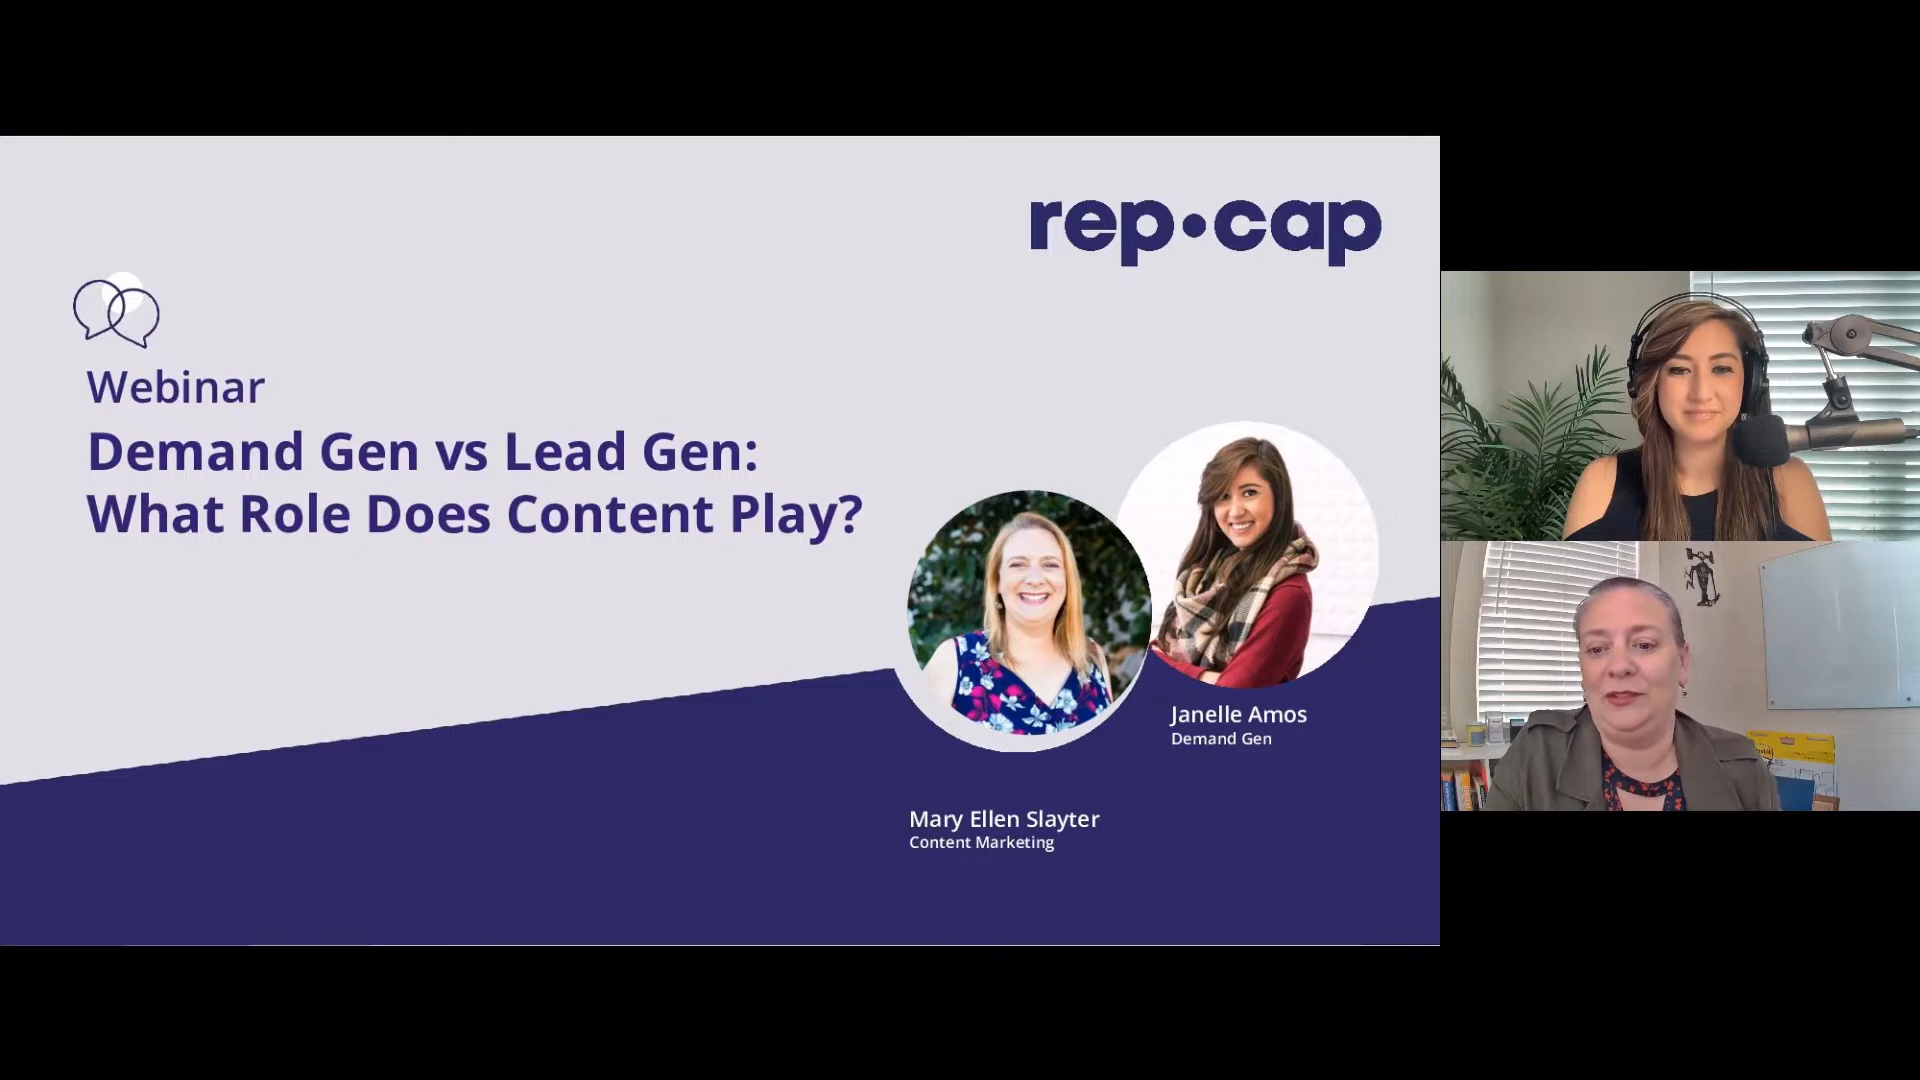 rep•cap
Webinar
Demand Gen vs Lead Gen:
What Role Does Content Play?
Janelle Amos
Demand Gen
Mary Ellen Slayter
Content Marketing